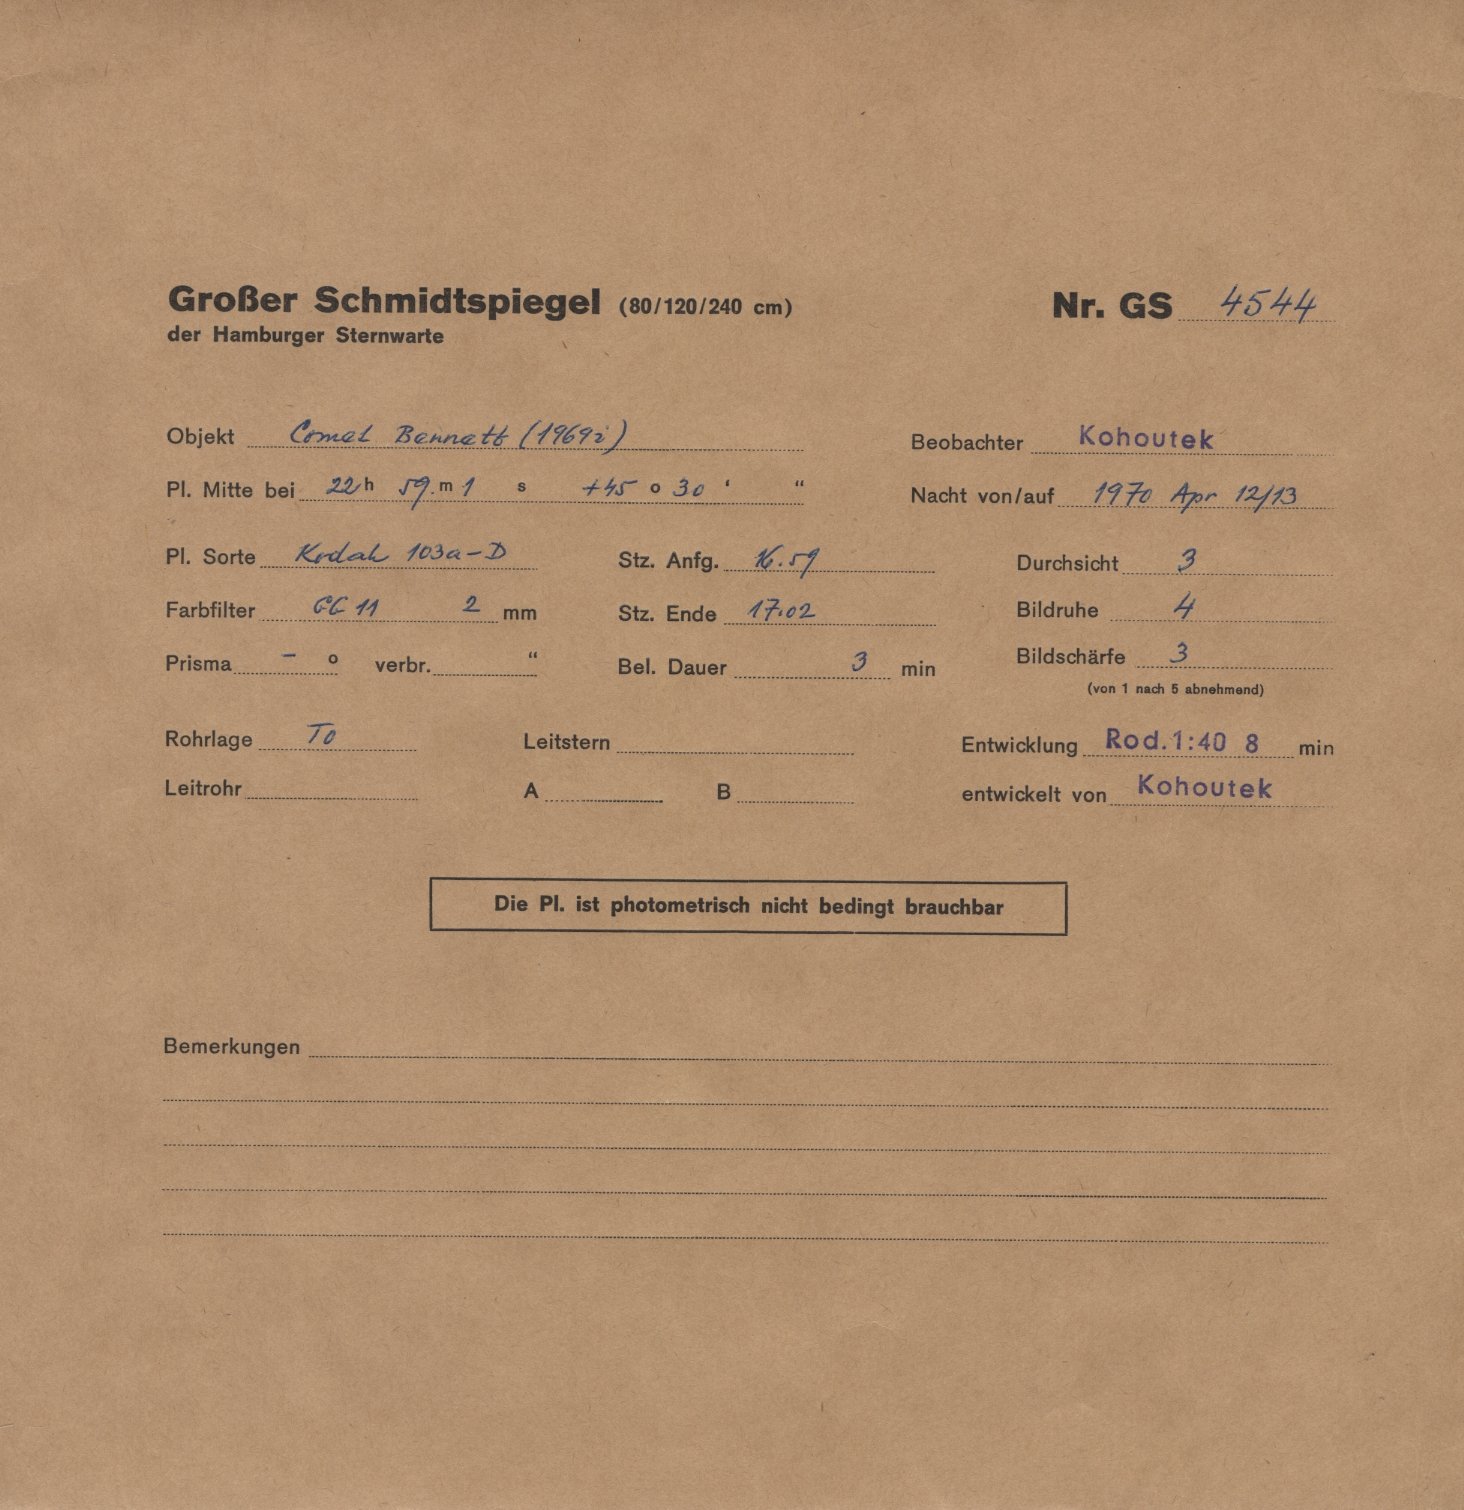 Großer Schmidtspiegel (80/120/240 cm) Nr. GS 4544
der Hamburger Sternwarte
Objekt Comet Bennett (1969i) Beobachter Kohoutek
Pl. Mitte bei 22 h 59. m 1 s +45 o 30 ‘ “ Nacht von/auf 1970 Apr 12/13
Pl. Sorte Kodak 103a-D Stz. Anfg. 16.59 Durchsicht 3
Farbfilter GG 11 2 mm Stz. Ende 17.02 Bildruhe 4
Prisma – o verbr. “ Bel. Dauer 3 min Bildschärfe 3
(von 1 nach 5 abnehmend)
Rohrlage To Leitstern Entwicklung Rod.1:40 8 min
Leitrohr A B entwickelt von Kohoutek
Die Pl. ist photometrisch nicht bedingt brauchbar
Bemerkungen